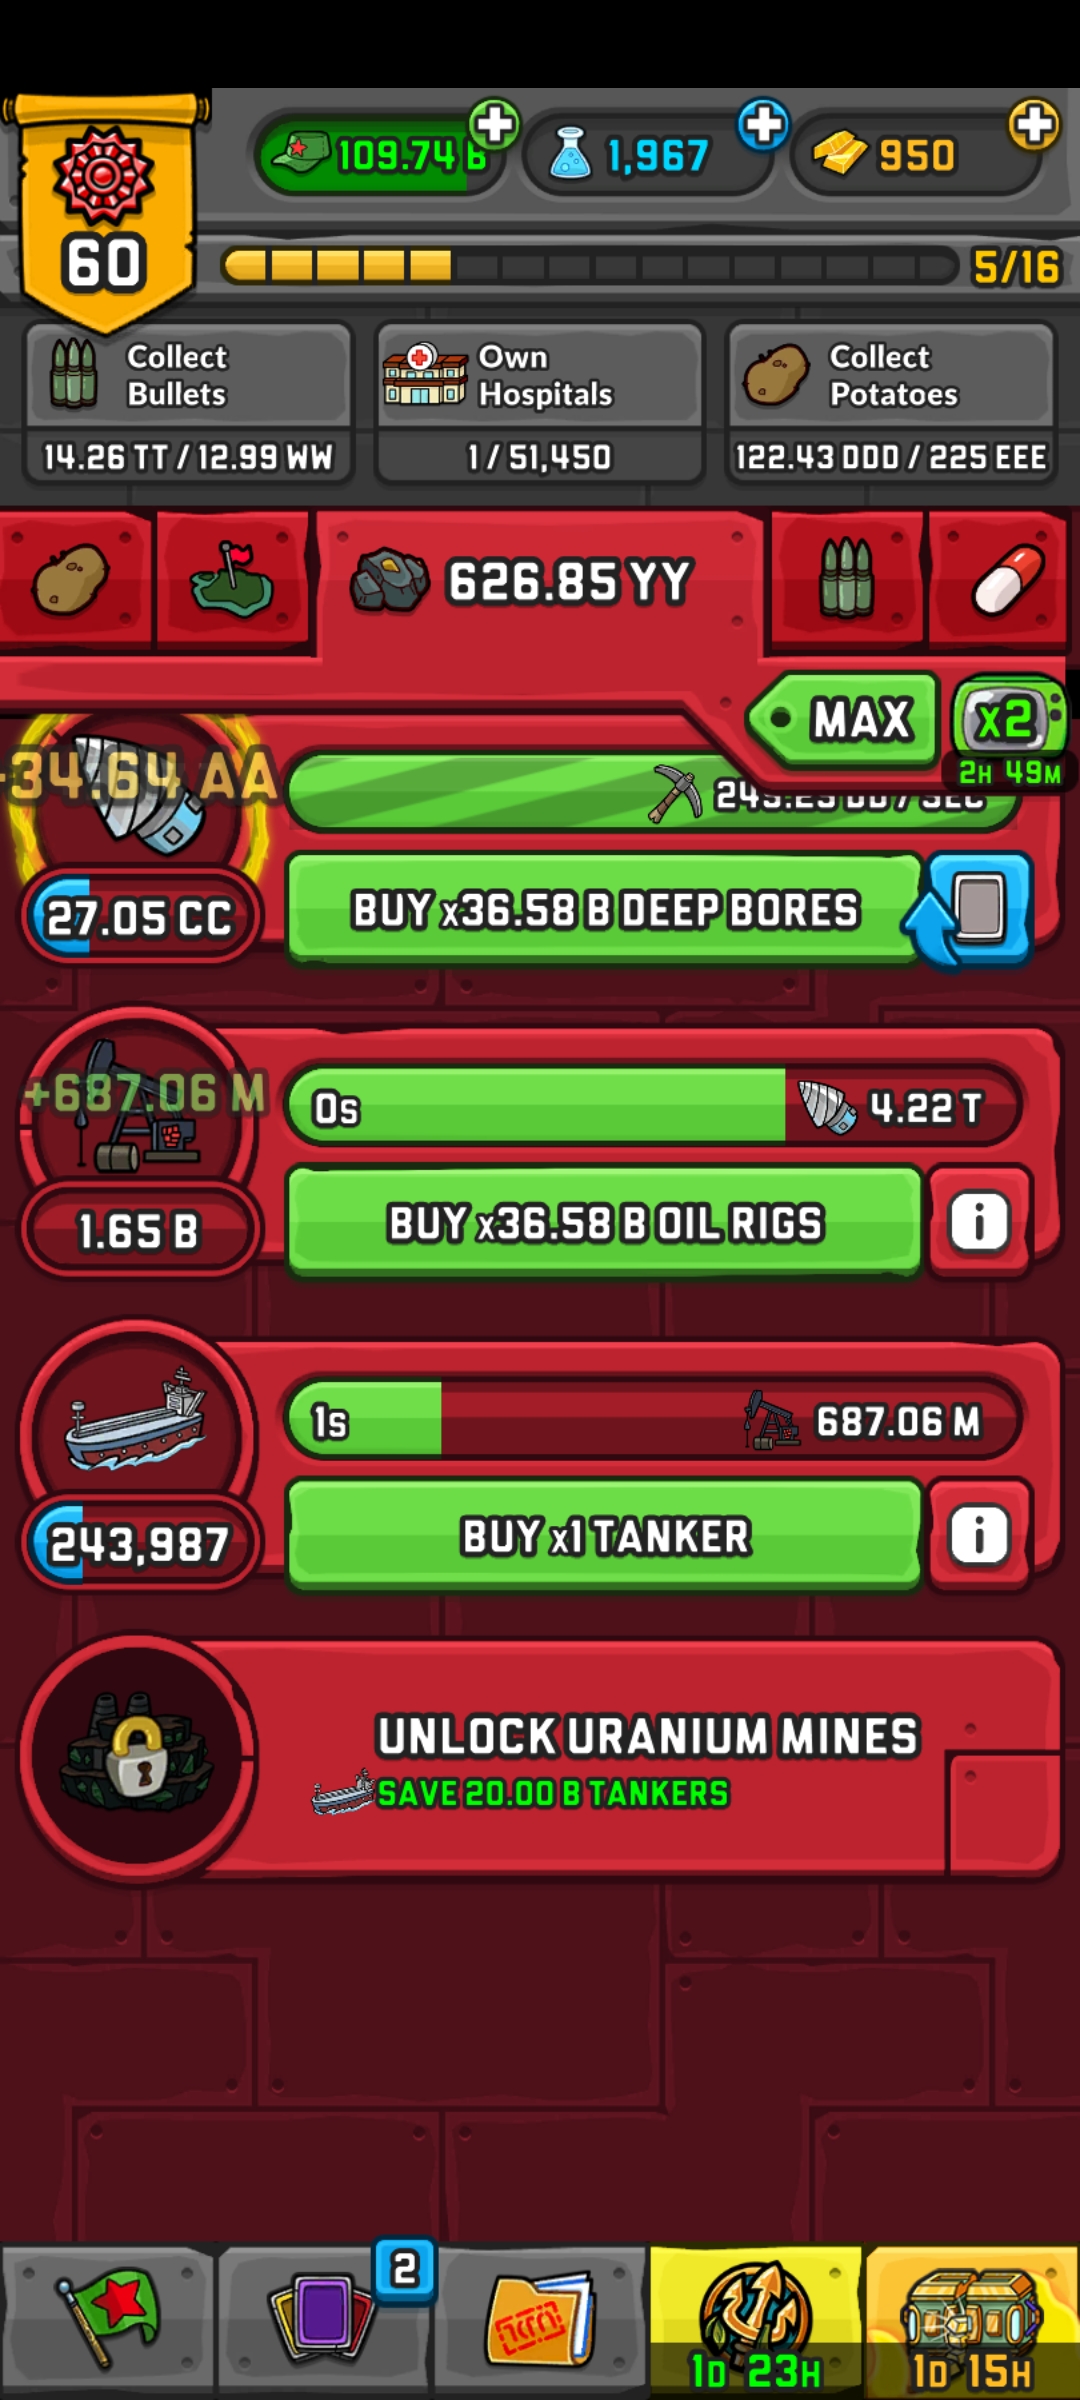 109.74 B
1,967
950
60
5/16
Collect
Bullets
Own
Hospitals
Collect
Potatoes
14.26 TT / 12.99 WW
1 / 51,450
122.43 DDD / 225 EEE
626.85 YY
MAX
x2
2H 49M
-34.64 AA
27.05 CC
BUY x36.58 B DEEP BORES
+687.06 M
0s
4.22 T
1.65 B
BUY x36.58 B OIL RIGS
i
1s
687.06 M
243,987
BUY x1 TANKER
i
UNLOCK URANIUM MINES
SAVE 20.00 B TANKERS
2
1D 23H
1D 15H